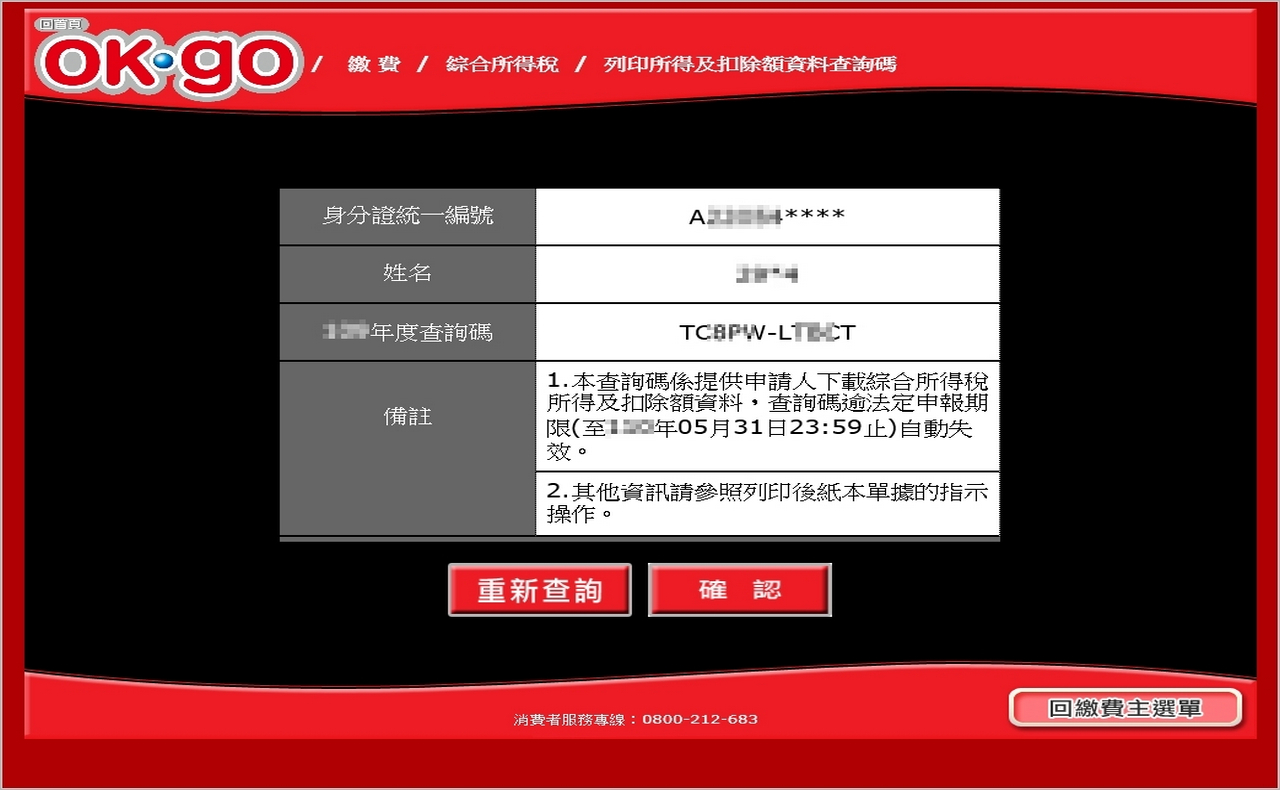 回首頁
OK·go / 繳 費 / 綜合所得稅 / 列印所得及扣除額資料查詢碼
身分證統一編號
A ****
姓名
年度查詢碼
TC8PW-LT CT
備註
1.本查詢碼係提供申請人下載綜合所得稅
所得及扣除額資料，查詢碼逾法定申報期
限(至 年05月31日23:59止)自動失
效。
2.其他資訊請參照列印後紙本單據的指示
操作。
重新查詢
確 認
消費者服務專線：0800-212-683
回繳費主選單